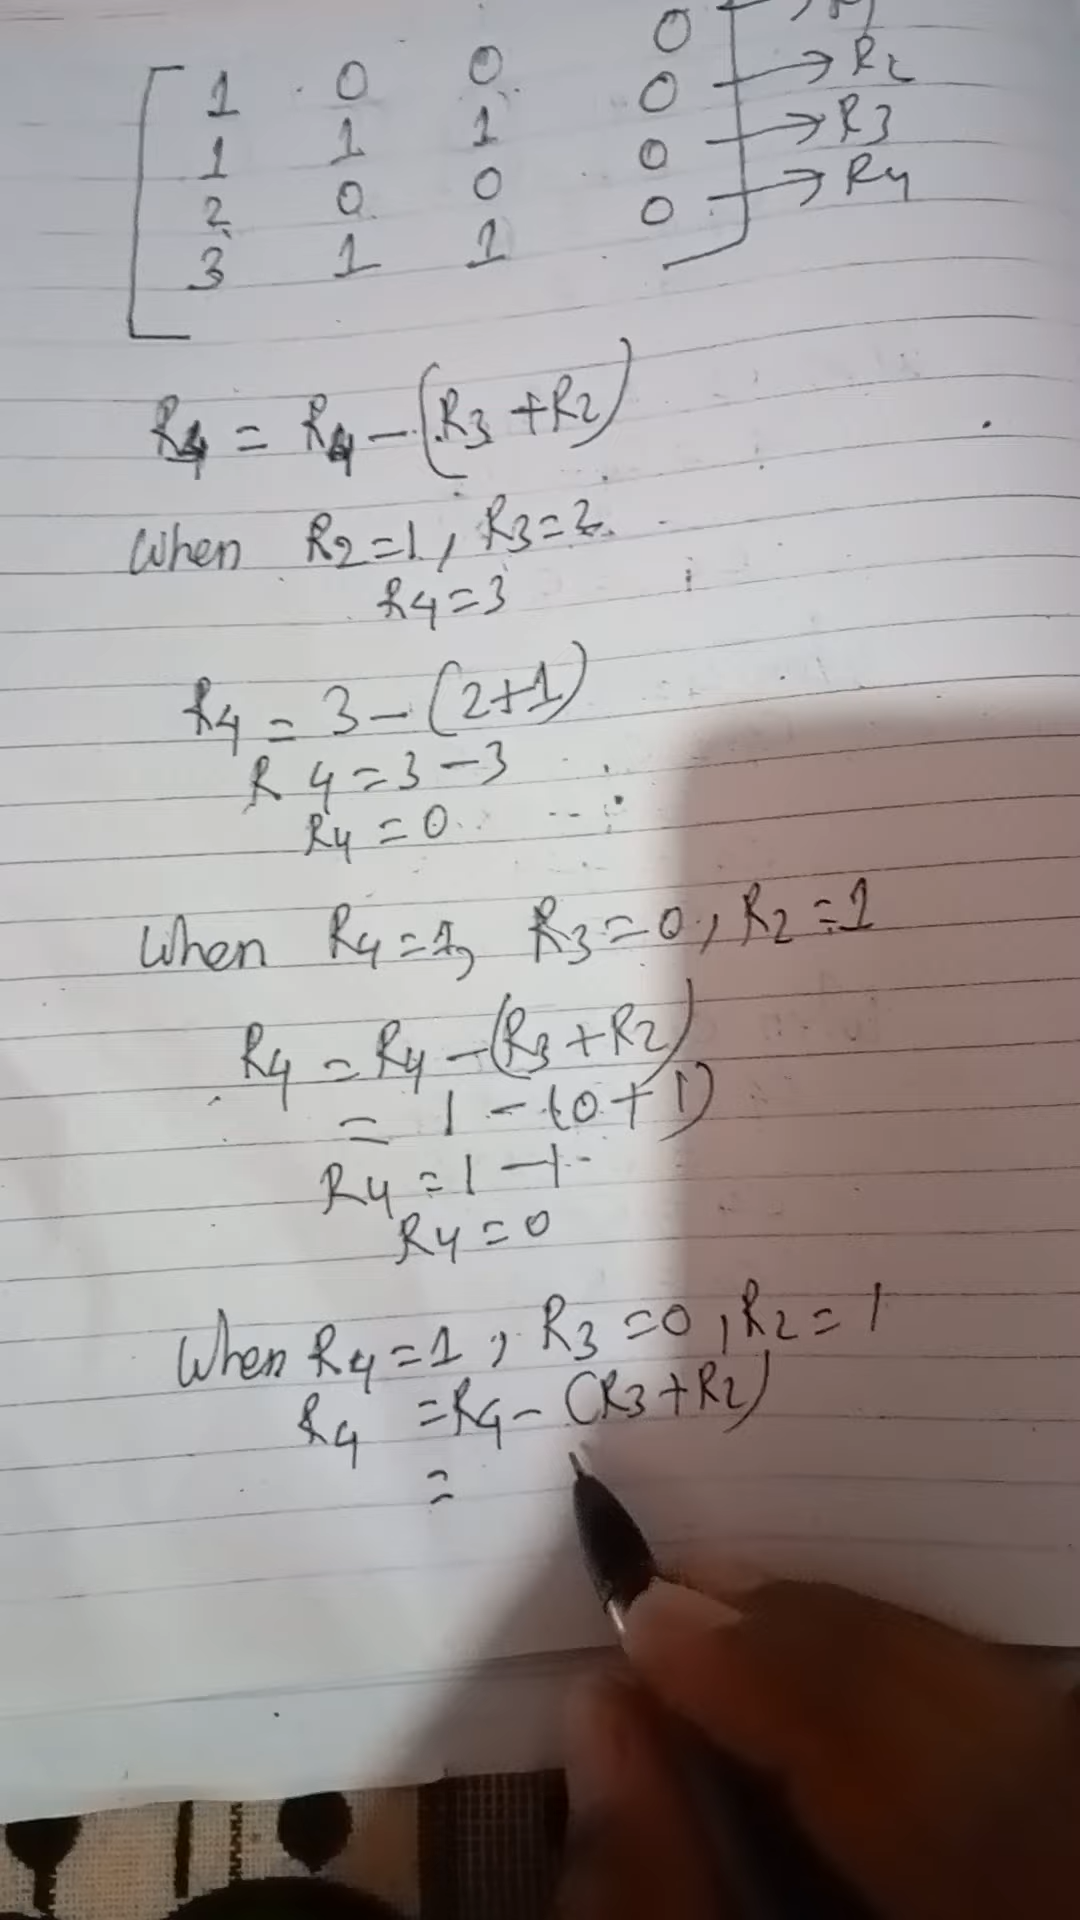 1 0 0 0
1 1 1 0 → R2
2 0 0 0 → R3
3 1 1 0 → R4
R4 = R4 - (R3 + R2)
When R2 = 1, R3 = 2
R4 = 3
R4 = 3 - (2+1)
R4 = 3 - 3
R4 = 0
When R4 = 1, R3 = 0, R2 = 1
R4 = R4 - (R3 + R2)
= 1 - (0 + 1)
R4 = 1 - 1
R4 = 0
When R4 = 1, R3 = 0, R2 = 1
R4 = R4 - (R3 + R2)
=